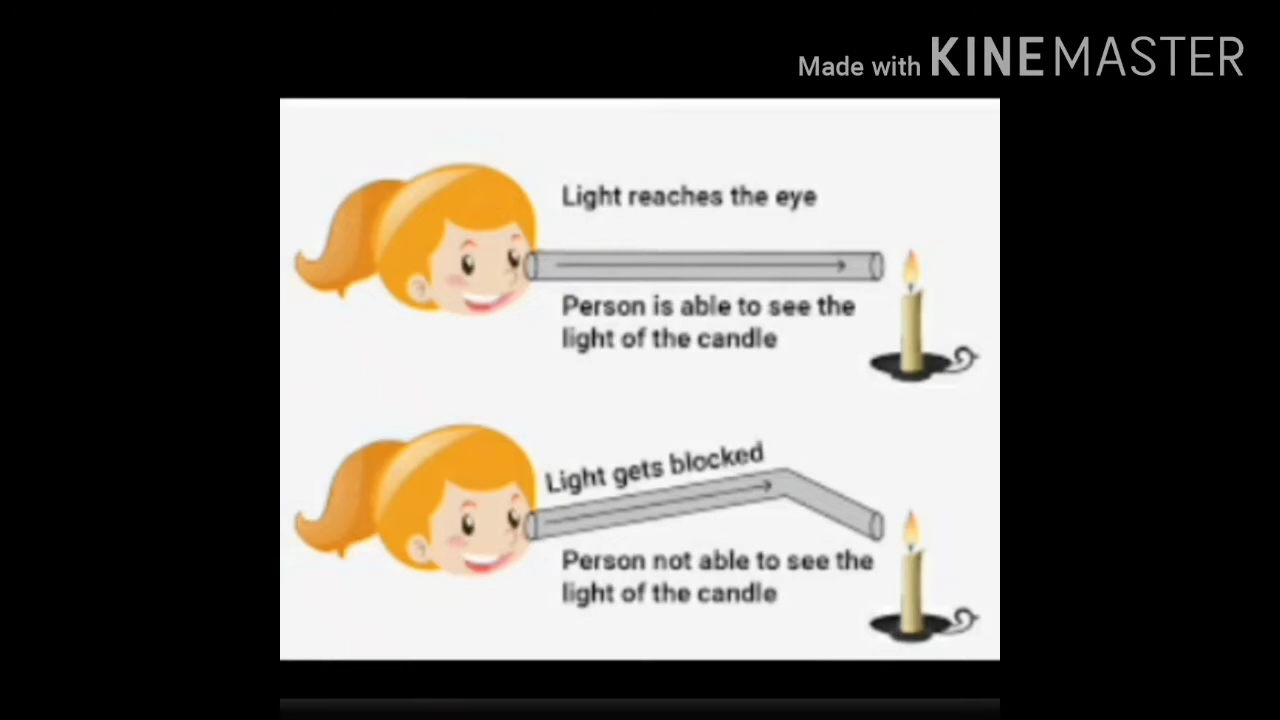 Made with KINEMASTER
Light reaches the eye
Person is able to see the
light of the candle
Light gets blocked
Person not able to see the
light of the candle